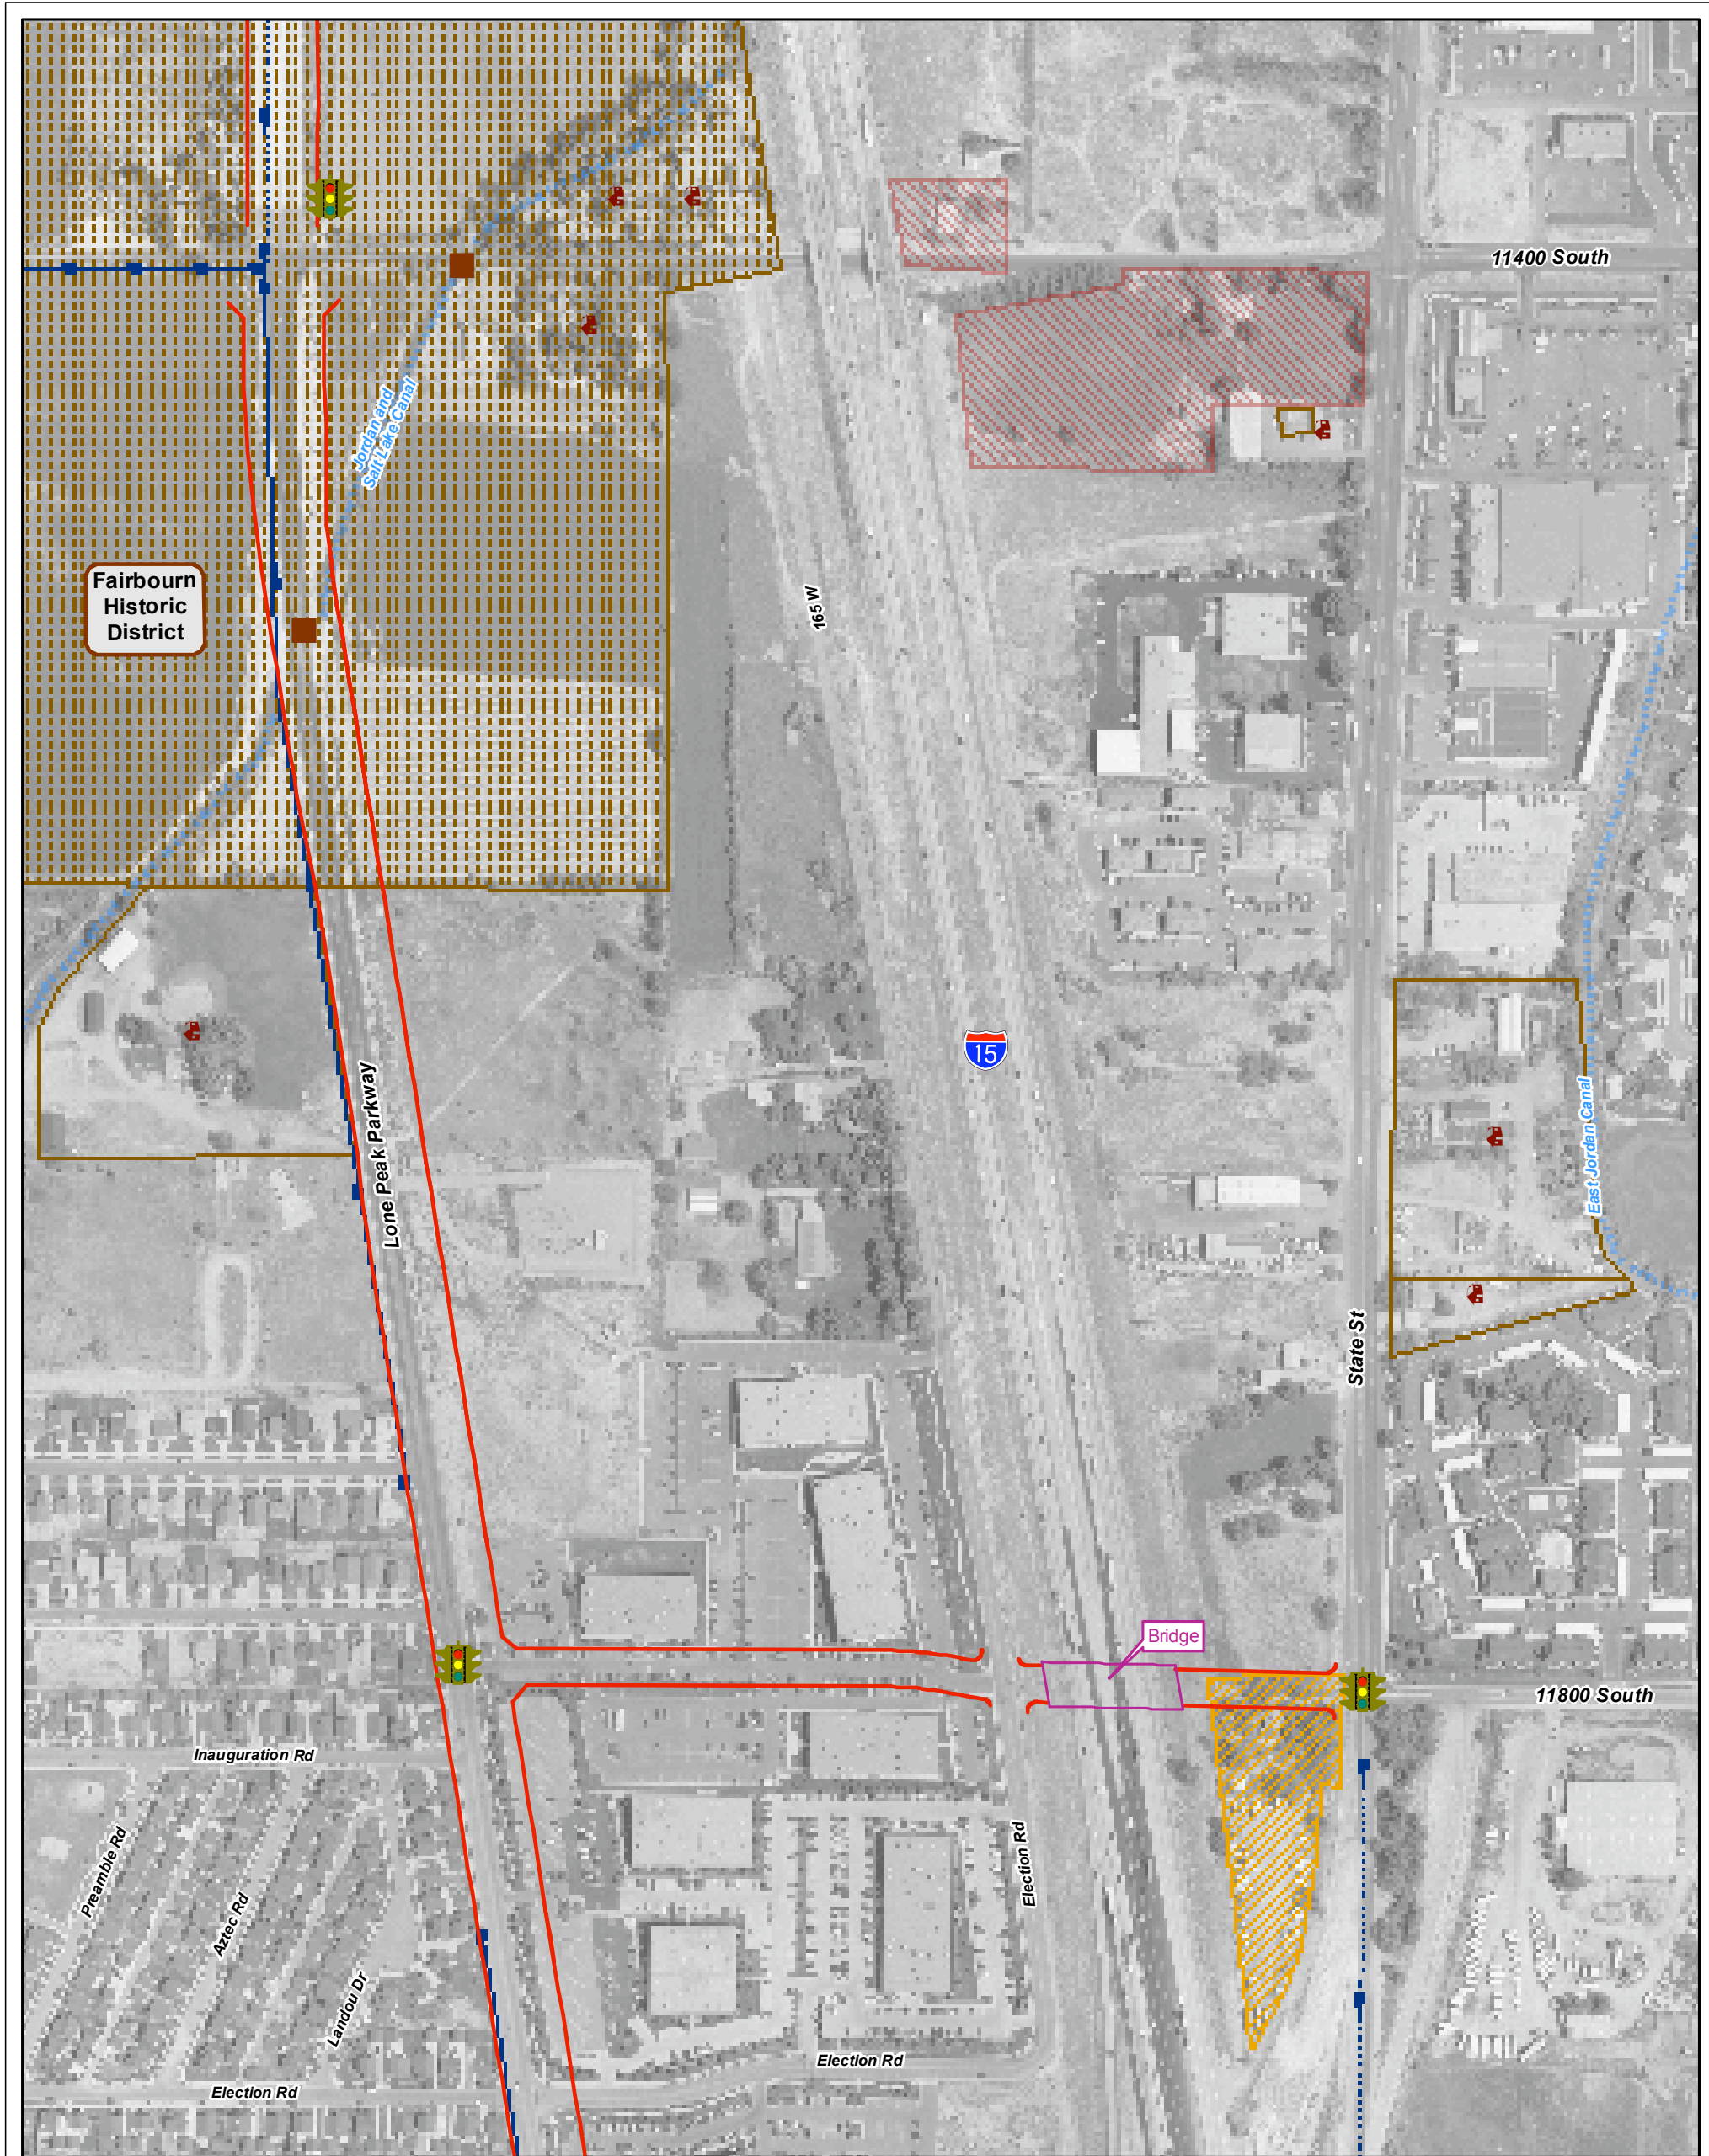 11400 South
Jordan and
Salt Lake Canal
Fairbourn
Historic
District
165 W
15
Lone Peak Parkway
East Jordan Canal
State St
Bridge
11800 South
Inauguration Rd
Preamble Rd
Aztec Rd
Landou Dr
Election Rd
Election Rd
Election Rd